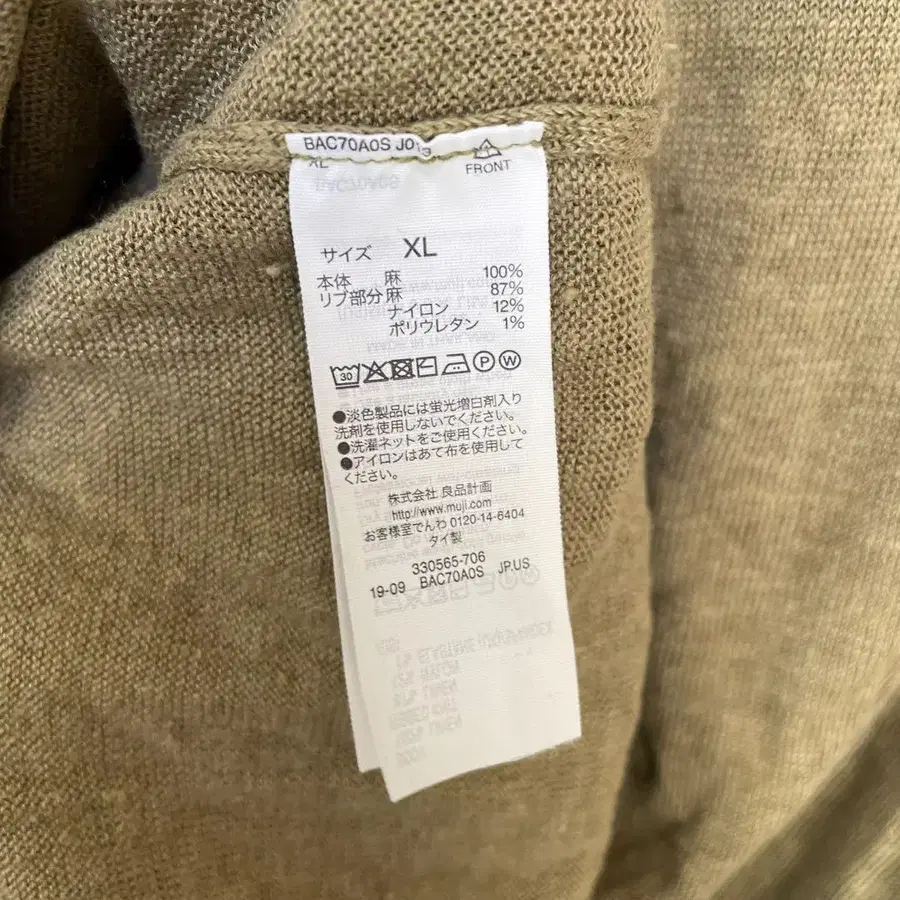 BAC70A0S J019
XL
FRONT
サイズ XL
本体 麻 100%
リブ部分 麻 87%
ナイロン 12%
ポリウレタン 1%
30
P W
●淡色製品には蛍光増白剤入り
洗剤を使用しないでください。
●洗濯ネットをご使用ください。
●アイロンはあて布を使用して
ください。
株式会社 良品計画
http://www.muji.com
お客様室でんわ 0120-14-6404
タイ製
330565-706
19-09 BAC70A0S JP.US